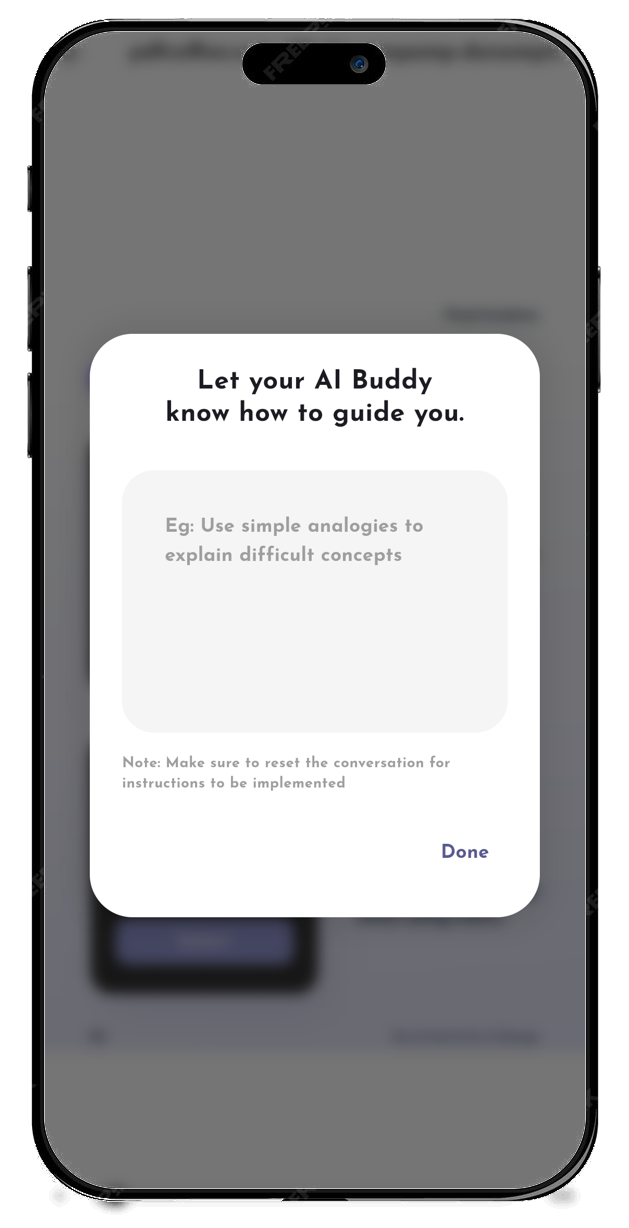 Let your AI Buddy
know how to guide you.
Eg: Use simple analogies to
explain difficult concepts
Note: Make sure to reset the conversation for
instructions to be implemented
Done